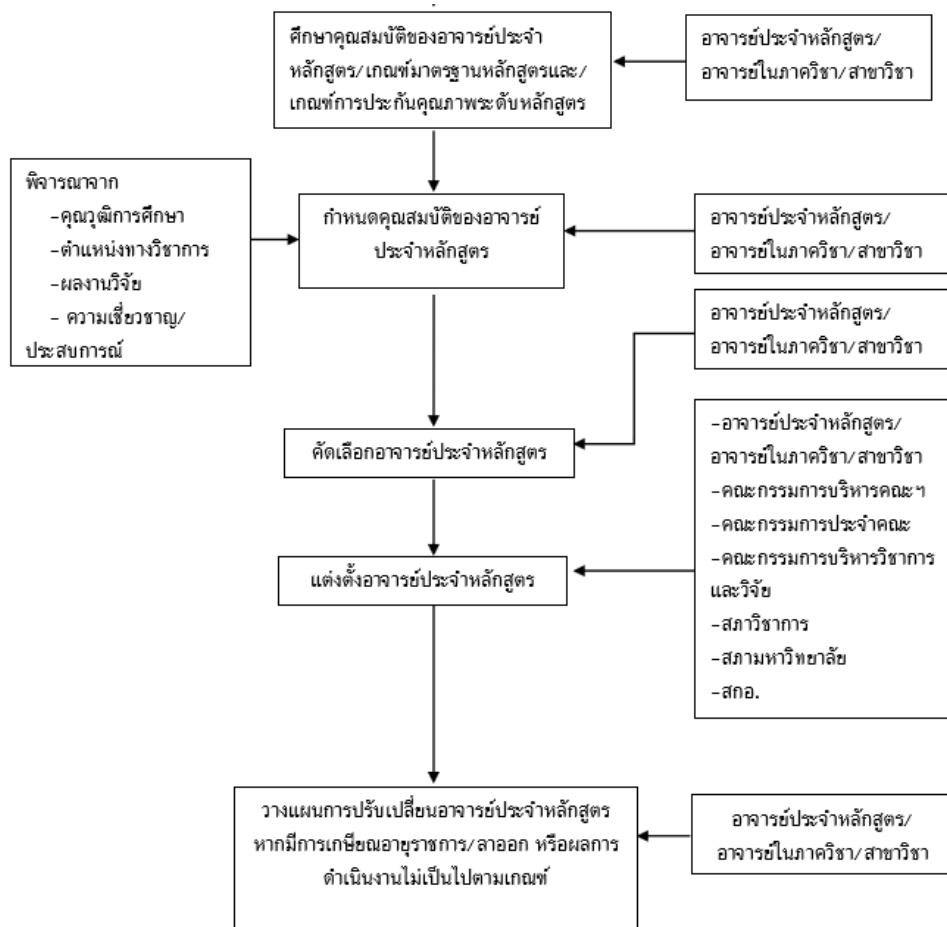 ศึกษาคุณสมบัติของอาจารย์ประจำ
หลักสูตร/เกณฑ์มาตรฐานหลักสูตรและ/
เกณฑ์การประกันคุณภาพระดับหลักสูตร
อาจารย์ประจำหลักสูตร/
อาจารย์ในภาควิชา/สาขาวิชา
พิจารณาจาก
-คุณวุฒิการศึกษา
-ตำแหน่งทางวิชาการ
-ผลงานวิจัย
- ความเชี่ยวชาญ/
ประสบการณ์
กำหนดคุณสมบัติของอาจารย์
ประจำหลักสูตร
อาจารย์ประจำหลักสูตร/
อาจารย์ในภาควิชา/สาขาวิชา
อาจารย์ประจำหลักสูตร/
อาจารย์ในภาควิชา/สาขาวิชา
คัดเลือกอาจารย์ประจำหลักสูตร
แต่งตั้งอาจารย์ประจำหลักสูตร
-อาจารย์ประจำหลักสูตร/
อาจารย์ในภาควิชา/สาขาวิชา
-คณะกรรมการบริหารคณะฯ
-คณะกรรมการประจำคณะ
-คณะกรรมการบริหารวิชาการ
และวิจัย
-สภาวิชาการ
-สภามหาวิทยาลัย
-สกอ.
วางแผนการปรับเปลี่ยนอาจารย์ประจำหลักสูตร
หากมีการเกษียณอายุราชการ/ลาออก หรือผลการ
ดำเนินงานไม่เป็นไปตามเกณฑ์
อาจารย์ประจำหลักสูตร/
อาจารย์ในภาควิชา/สาขาวิชา